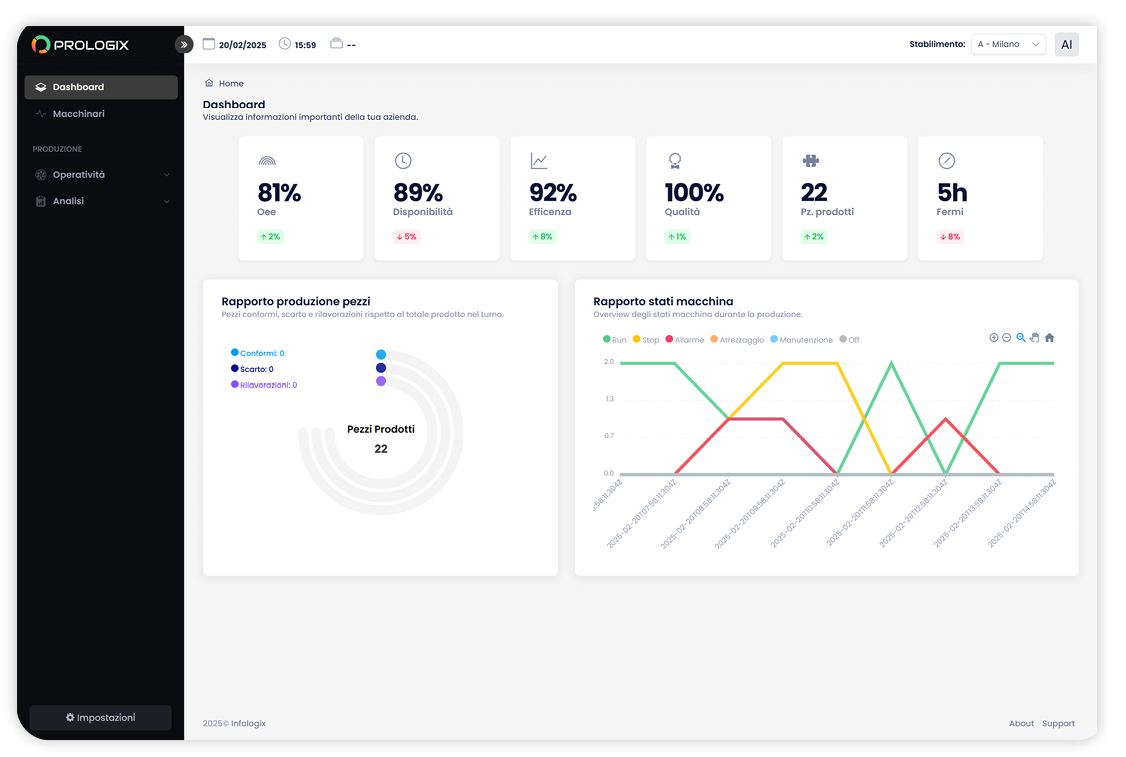 PROLOGIX
20/02/2025 15:59 --
Stabilimento: A - Milano AI
Dashboard
Macchinari
PRODUZIONE
Operatività
Analisi
Impostazioni
Home
Dashboard
Visualizza informazioni importanti della tua azienda.
81%
Oee
2%
89%
Disponibilità
5%
92%
Efficenza
8%
100%
Qualità
1%
22
Pz. prodotti
2%
5h
Fermi
8%
Rapporto produzione pezzi
Pezzi conformi, scarto e rilavorazioni rispetto al totale prodotto nel turno.
Conformi: 0
Scarto: 0
Rilavorazioni: 0
Pezzi Prodotti
22
Rapporto stati macchina
Overview degli stati macchina durante la produzione.
Run Stop Allarme Atrezzaggio Manutenzione Off
2.0
1.3
0.7
0.0
:58:11.304Z
2025-02-20T07:58:11.304Z
2025-02-20T08:58:11.304Z
2025-02-20T09:58:11.304Z
2025-02-20T10:58:11.304Z
2025-02-20T11:58:11.304Z
2025-02-20T12:58:11.304Z
2025-02-20T13:58:11.304Z
2025-02-20T14:58:11.304Z
2025© Infologix
About Support